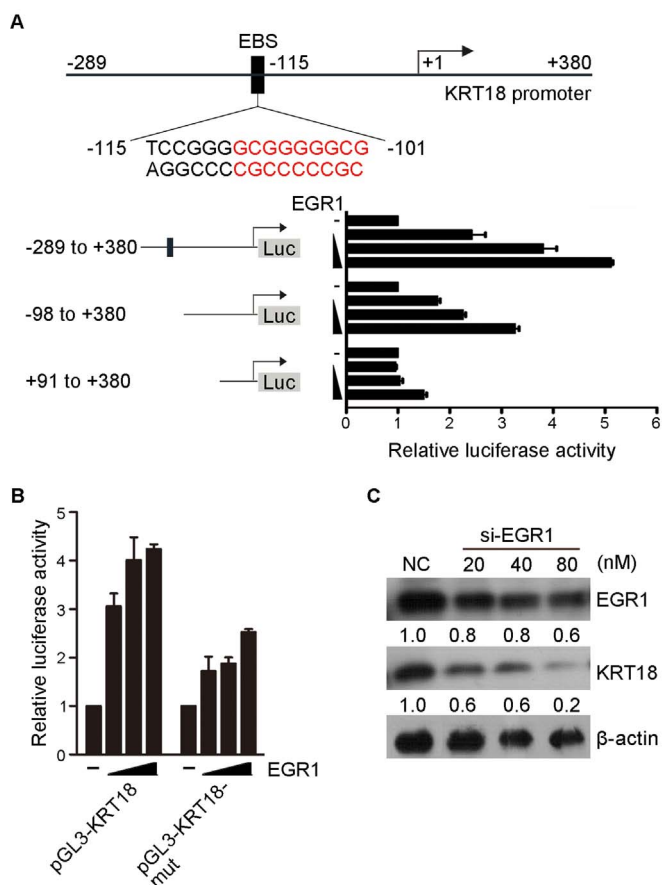 A
EBS
-289 -115 +1 +380
KRT18 promoter
-115 TCCGGGGCGGGGGCG -101
AGGCCCCGCCCCCGC
EGR1
-289 to +380 Luc -
-98 to +380 Luc -
+91 to +380 Luc -
0 1 2 3 4 5 6
Relative luciferase activity
B
Relative luciferase activity
5
4
3
2
1
0
- - EGR1
pGL3-KRT18
pGL3-KRT18-
mut
C
si-EGR1
NC 20 40 80 (nM)
EGR1
1.0 0.8 0.8 0.6
KRT18
1.0 0.6 0.6 0.2
β-actin